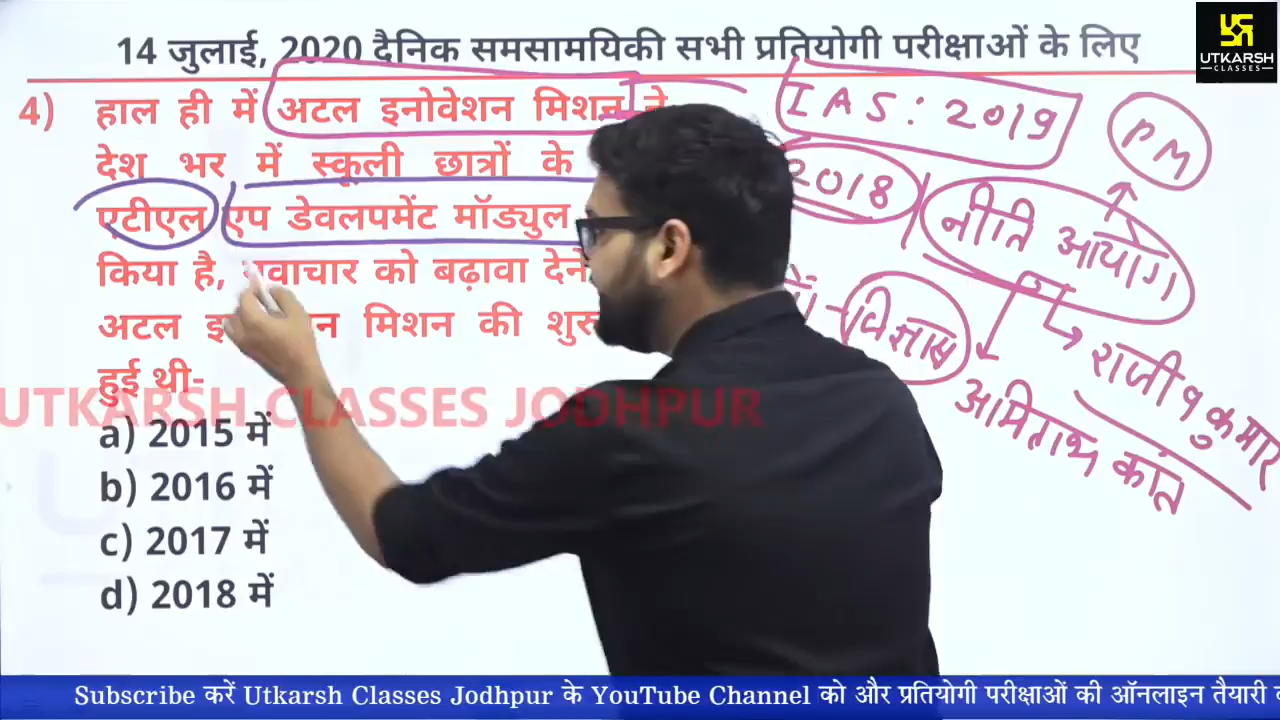 14 जुलाई, 2020 दैनिक समसामयिकी सभी प्रतियोगी परीक्षाओं के लिए
UTKARSH
CLASSES
4) हाल ही में अटल इनोवेशन मिशन ने
देश भर में स्कूली छात्रों के
एटीएल एप डेवलपमेंट मॉड्युल
किया है, नवाचार को बढ़ावा देने
अटल मिशन की
हुई थी-
a) 2015 में
b) 2016 में
c) 2017 में
d) 2018 में
IAS : 2019
PM
2018
नीति आयोग
राजीव कुमार
अमिताभ कांत
UTKARSH CLASSES JODHPUR
Subscribe करें Utkarsh Classes Jodhpur के YouTube Channel को और प्रतियोगी परीक्षाओं की ऑनलाइन तैयारी